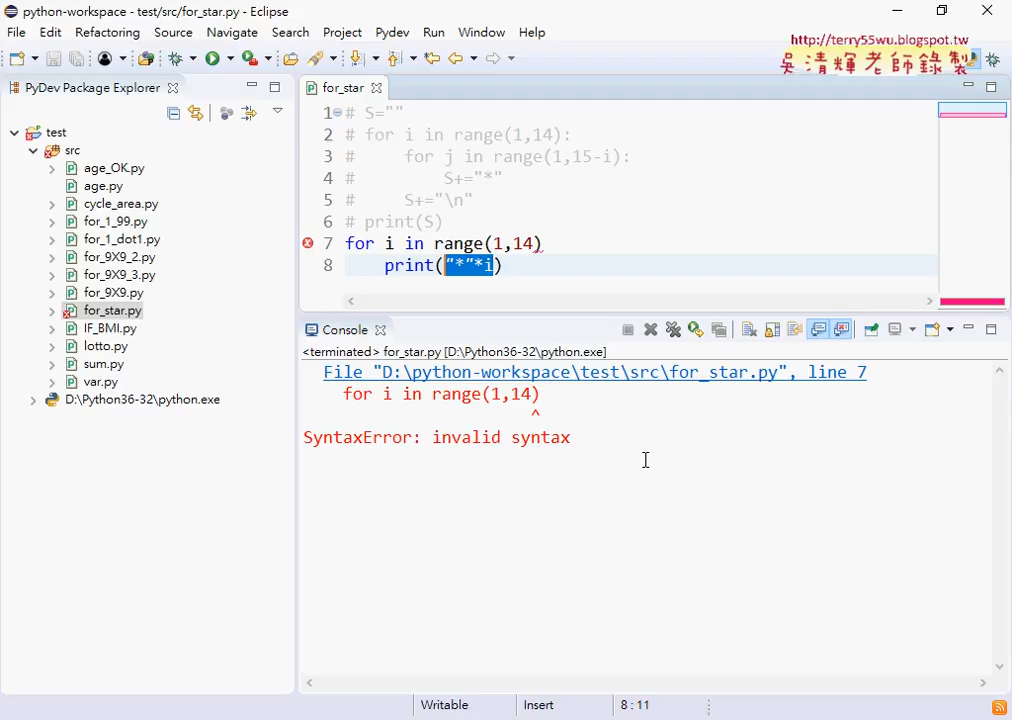 python-workspace - test/src/for_star.py - Eclipse
File Edit Refactoring Source Navigate Search Project Pydev Run Window Help
http://terry55wu.blogspot.tw
吳清輝老師錄製
PyDev Package Explorer
for_star
test
src
age_OK.py
age.py
cycle_area.py
for_1_99.py
for_1_dot1.py
for_9X9_2.py
for_9X9_3.py
for_9X9.py
for_star.py
IF_BMI.py
lotto.py
sum.py
var.py
D:\Python36-32\python.exe
1 # S=""
2 # for i in range(1,14):
3 #     for j in range(1,15-i):
4 #         S+="*"
5 #     S+="\n"
6 # print(S)
7 for i in range(1,14)
8     print("*"*i)
Console
<terminated> for_star.py [D:\Python36-32\python.exe]
File "D:\python-workspace\test\src\for_star.py", line 7
for i in range(1,14)
^
SyntaxError: invalid syntax
Writable Insert 8 : 11